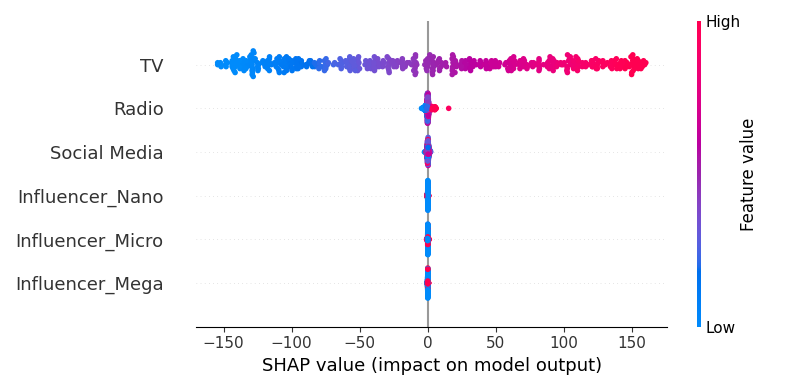 High
TV
Radio
Social Media
Influencer_Nano
Influencer_Micro
Influencer_Mega
Feature value
Low
−150 −100 −50 0 50 100 150
SHAP value (impact on model output)